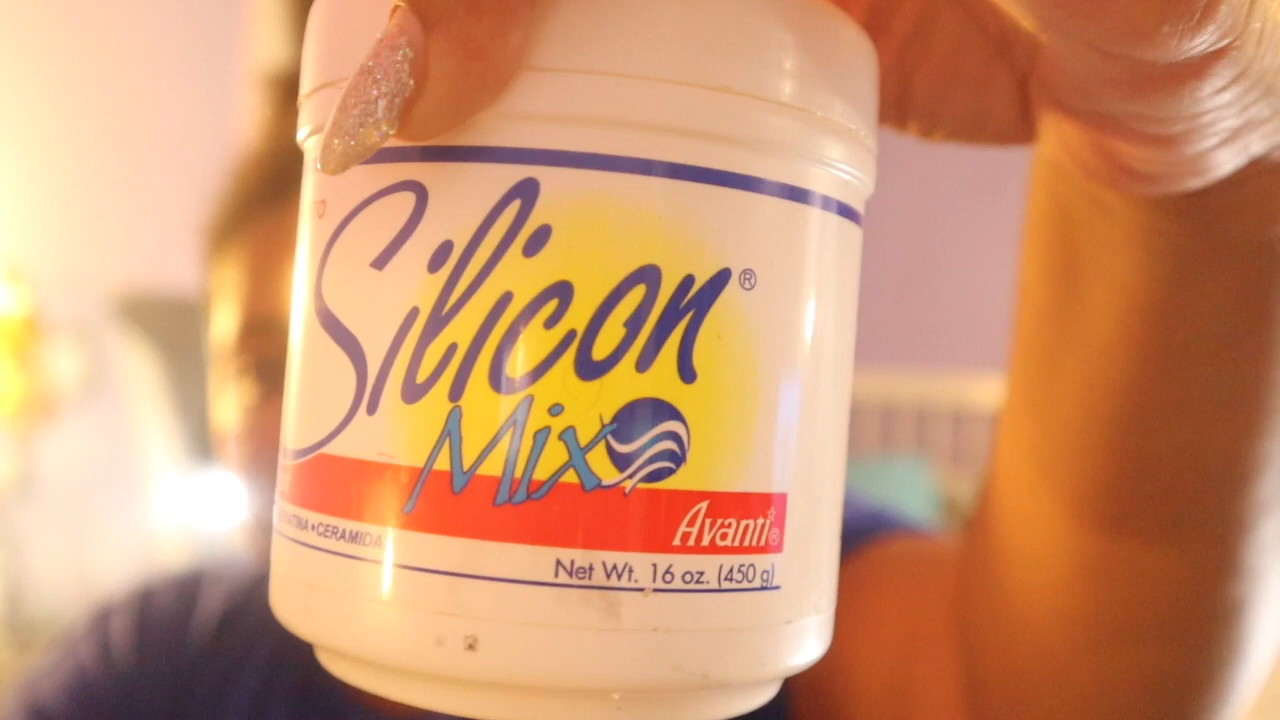 Silicon®
Mix
Avanti®
CERAMIDA
Net Wt. 16 oz. (450 g)